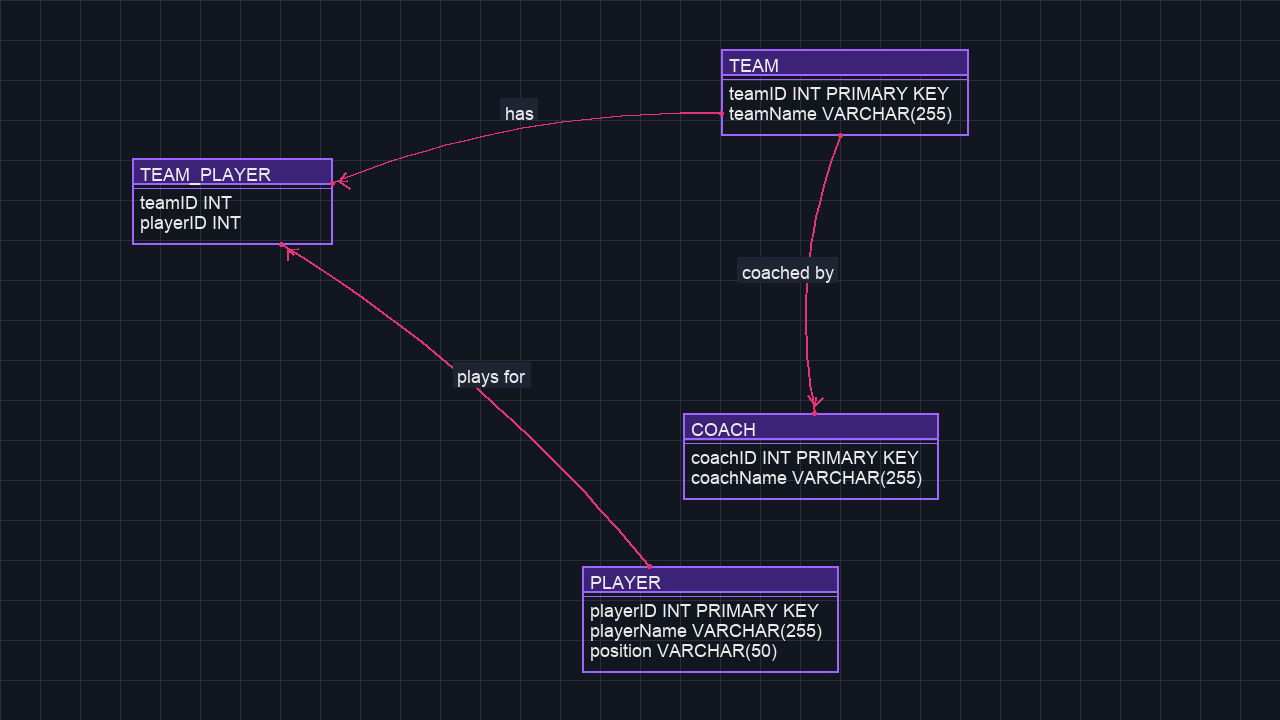 TEAM
teamID INT PRIMARY KEY
teamName VARCHAR(255)
has
TEAM_PLAYER
teamID INT
playerID INT
coached by
plays for
COACH
coachID INT PRIMARY KEY
coachName VARCHAR(255)
PLAYER
playerID INT PRIMARY KEY
playerName VARCHAR(255)
position VARCHAR(50)